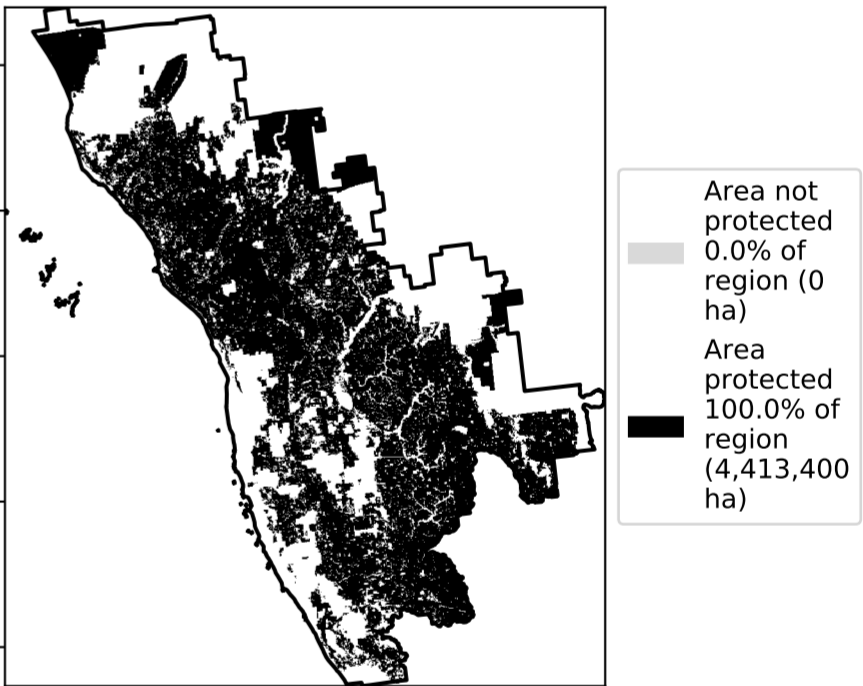 Area not
protected
0.0% of
region (0
ha)
Area
protected
100.0% of
region
(4,413,400
ha)